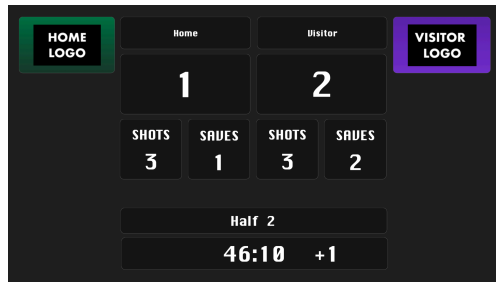 HOME
LOGO
Home
Visitor
VISITOR
LOGO
1
2
SHOTS
3
SAVES
1
SHOTS
3
SAVES
2
Half 2
46:10 +1